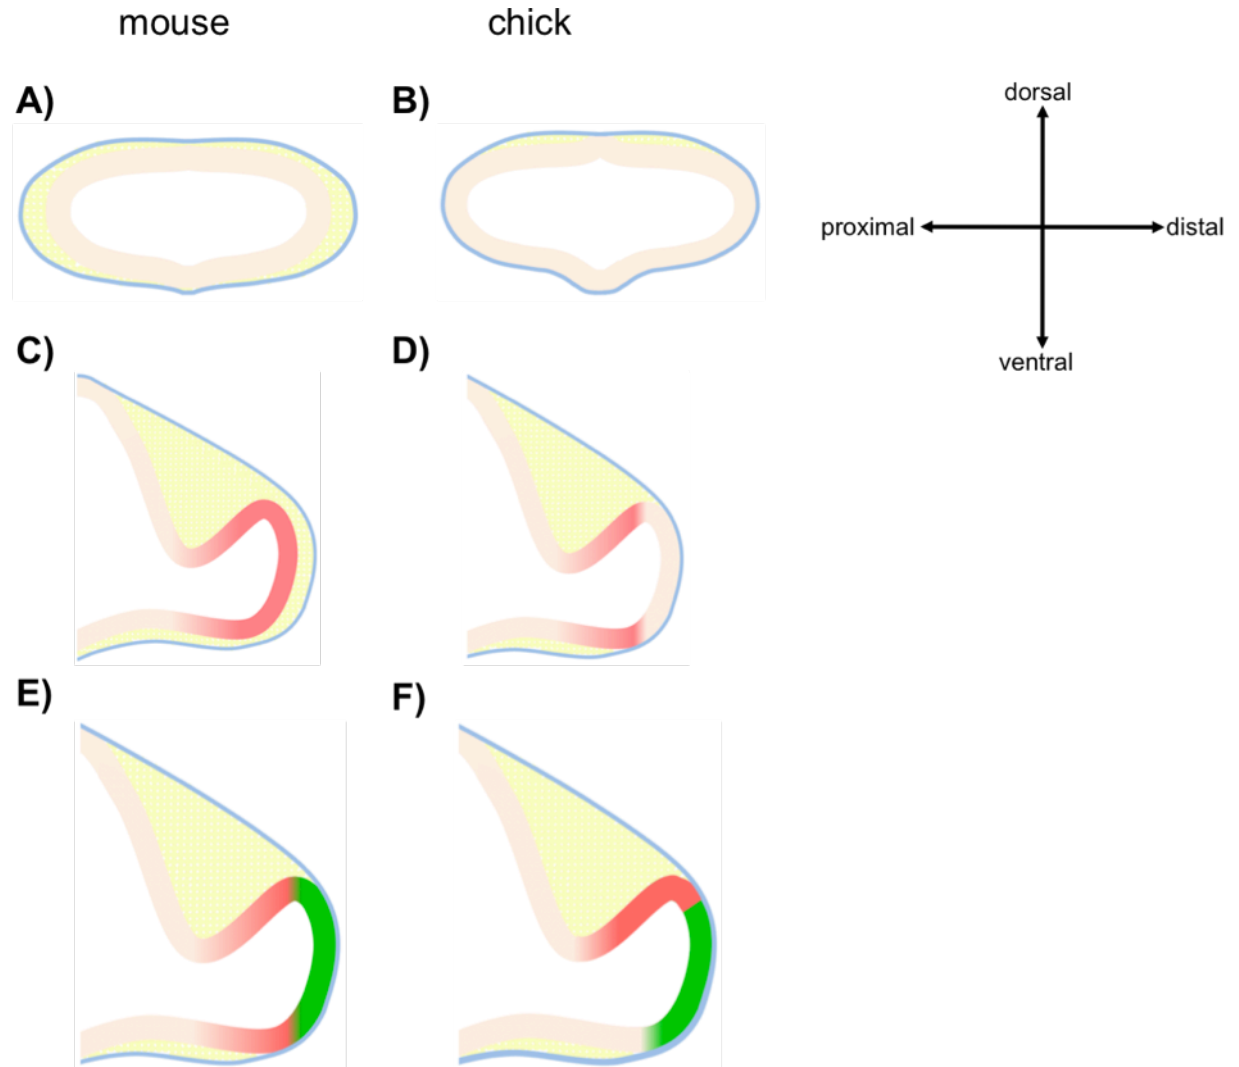 mouse
chick
A)
B)
dorsal
proximal
distal
ventral
C)
D)
E)
F)